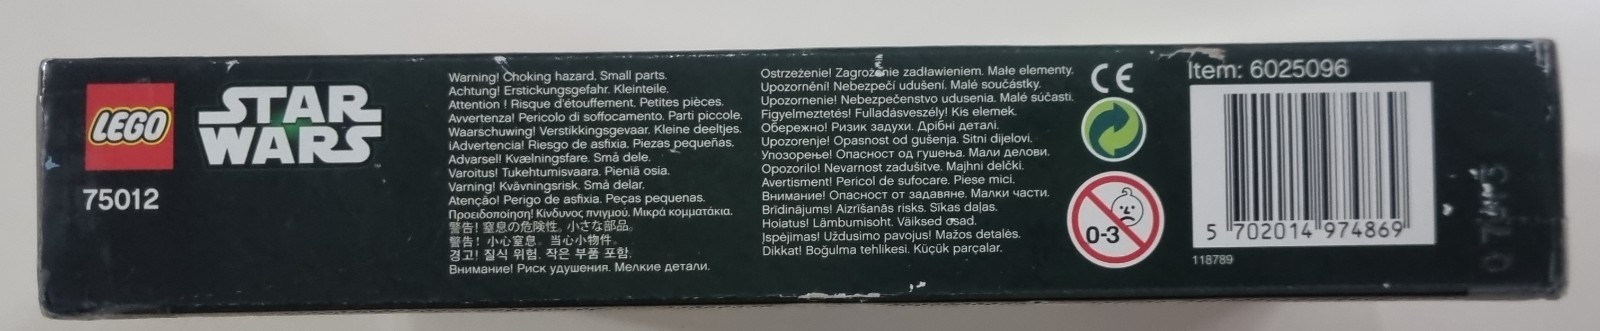 LEGO
STAR
WARS
75012
Warning! Choking hazard. Small parts.
Achtung! Erstickungsgefahr. Kleinteile.
Attention ! Risque d'étouffement. Petites pièces.
Avvertenza! Pericolo di soffocamento. Parti piccole.
Waarschuwing! Verstikkingsgevaar. Kleine deeltjes.
¡Advertencia! Riesgo de asfixia. Piezas pequeñas.
Advarsel! Kvælningsfare. Små dele.
Varoitus! Tukehtumisvaara. Pieniä osia.
Varning! Kvävningsrisk. Små delar.
Atenção! Perigo de asfixia. Peças pequenas.
Προειδοποίηση! Κίνδυνος πνιγμού. Μικρά κομματάκια.
警告! 窒息の危険性。小さな部品。
警告! 小心窒息。当心小物件。
경고! 질식 위험. 작은 부품 포함.
Внимание! Риск удушения. Мелкие детали.
Ostrzeżenie! Zagrożenie zadławieniem. Małe elementy.
Upozornění! Nebezpečí udušení. Malé součástky.
Upozornenie! Nebezpečenstvo udusenia. Malé súčasti.
Figyelmeztetés! Fulladásveszély! Kis elemek.
Обережно! Ризик задухи. Дрібні деталі.
Upozorenje! Opasnost od gušenja. Sitni dijelovi.
Упозорење! Опасност од гушења. Мали делови.
Opozorilo! Nevarnost zadušitve. Majhni delčki.
Avertisment! Pericol de sufocare. Piese mici.
Внимание! Опасност от задавяне. Малки части.
Brīdinājums! Aizrīšanās risks. Sīkas daļas.
Hoiatus! Lämbumisoht. Väiksed osad.
Įspėjimas! Uždusimo pavojus! Mažos detalės.
Dikkat! Boğulma tehlikesi. Küçük parçalar.
CE
0-3
Item: 6025096
5 702014 974869
118789